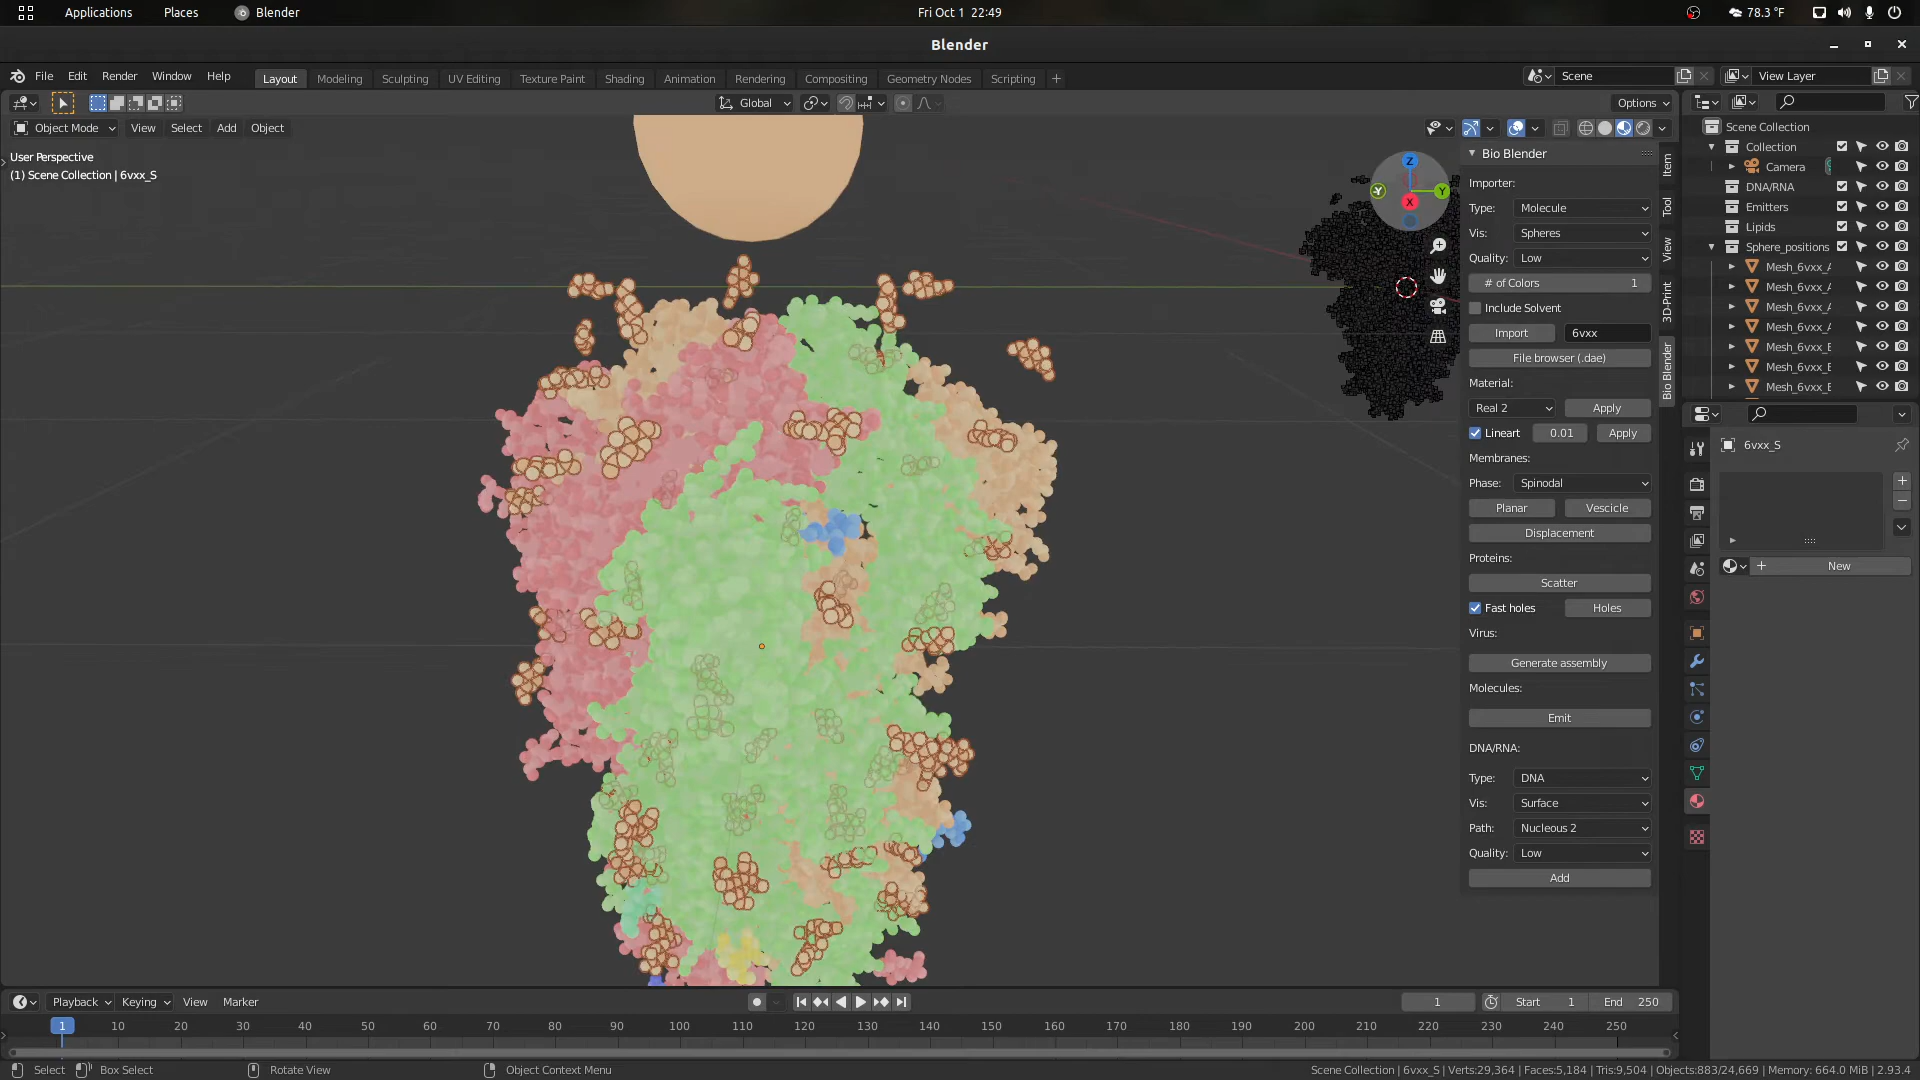 Applications Places Blender Fri Oct 1 22:49 78.3 °F
Blender
File Edit Render Window Help Layout Modeling Sculpting UV Editing Texture Paint Shading Animation Rendering Compositing Geometry Nodes Scripting + Scene View Layer
Global Options
Object Mode View Select Add Object
User Perspective
(1) Scene Collection | 6vxx_S
Z
Y
Y
X
Bio Blender
Importer:
Type: Molecule
Vis: Spheres
Quality: Low
# of Colors 1
Include Solvent
Import 6vxx
File browser (.dae)
Material:
Real 2 Apply
Lineart 0.01 Apply
Membranes:
Phase: Spinodal
Planar Vescicle
Displacement
Proteins:
Scatter
Fast holes Holes
Virus:
Generate assembly
Molecules:
Emit
DNA/RNA:
Type: DNA
Vis: Surface
Path: Nucleous 2
Quality: Low
Add
Item
Tool
View
3D-Print
Bio Blender
Scene Collection
Collection
Camera
DNA/RNA
Emitters
Lipids
Sphere_positions
Mesh_6vxx_A
Mesh_6vxx_A
Mesh_6vxx_A
Mesh_6vxx_A
Mesh_6vxx_E
Mesh_6vxx_E
Mesh_6vxx_E
6vxx_S
+ New
Playback Keying View Marker 1 Start 1 End 250
1 10 20 30 40 50 60 70 80 90 100 110 120 130 140 150 160 170 180 190 200 210 220 230 240 250
Select Box Select Rotate View Object Context Menu Scene Collection | 6vxx_S | Verts:29,364 | Faces:5,184 | Tris:9,504 | Objects:883/24,669 | Memory: 664.0 MiB | 2.93.4